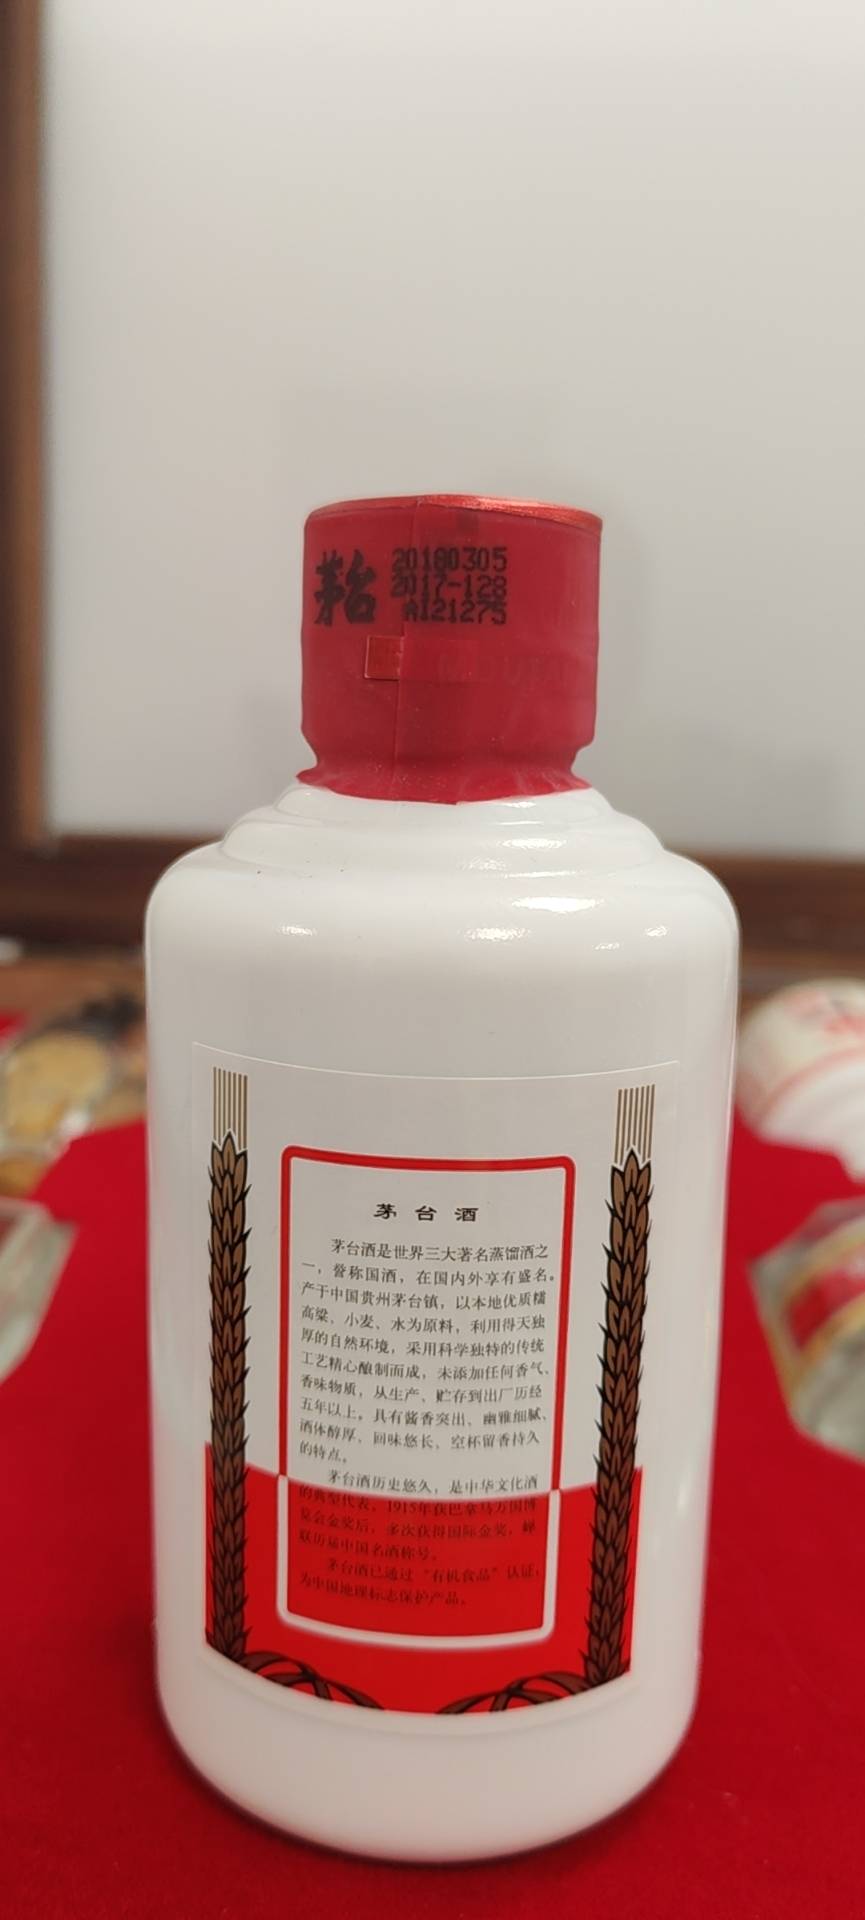 茅台
20180305
2017-128
AI21275
茅台酒
茅台酒是世界三大著名蒸馏酒之
一，誉称国酒，在国内外享有盛名。
产于中国贵州茅台镇，以本地优质糯
高粱、小麦、水为原料，利用得天独
厚的自然环境，采用科学独特的传统
工艺精心酿制而成，未添加任何香气、
香味物质，从生产、贮存到出厂历经
五年以上。具有酱香突出、幽雅细腻、
酒体醇厚、回味悠长、空杯留香持久
的特点。
茅台酒历史悠久，是中华文化酒
的典型代表，1915年获巴拿马万国博
览会金奖后，多次获得国际金奖，蝉
联历届中国名酒称号。
茅台酒已通过“有机食品”认证，
为中国地理标志保护产品。